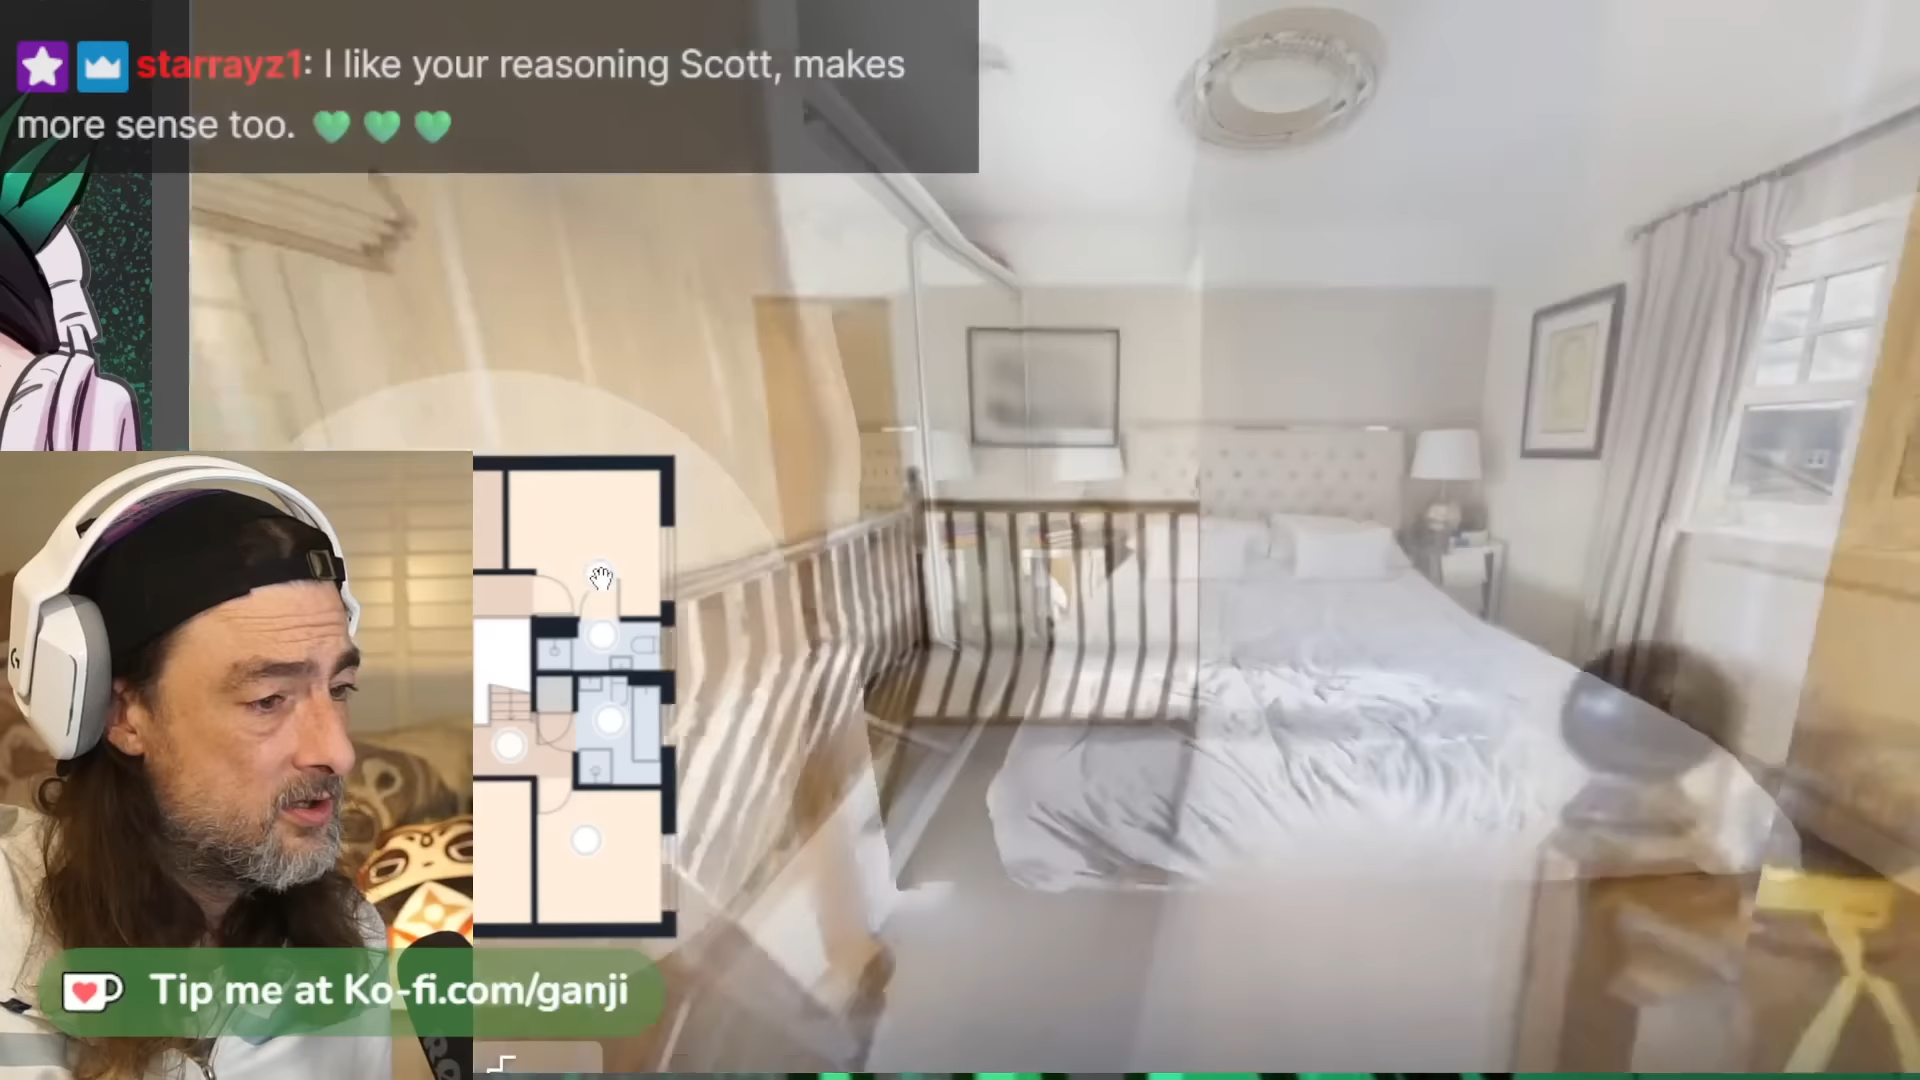 starrayz1: I like your reasoning Scott, makes
more sense too. 💚 💚 💚
Tip me at Ko-fi.com/ganji